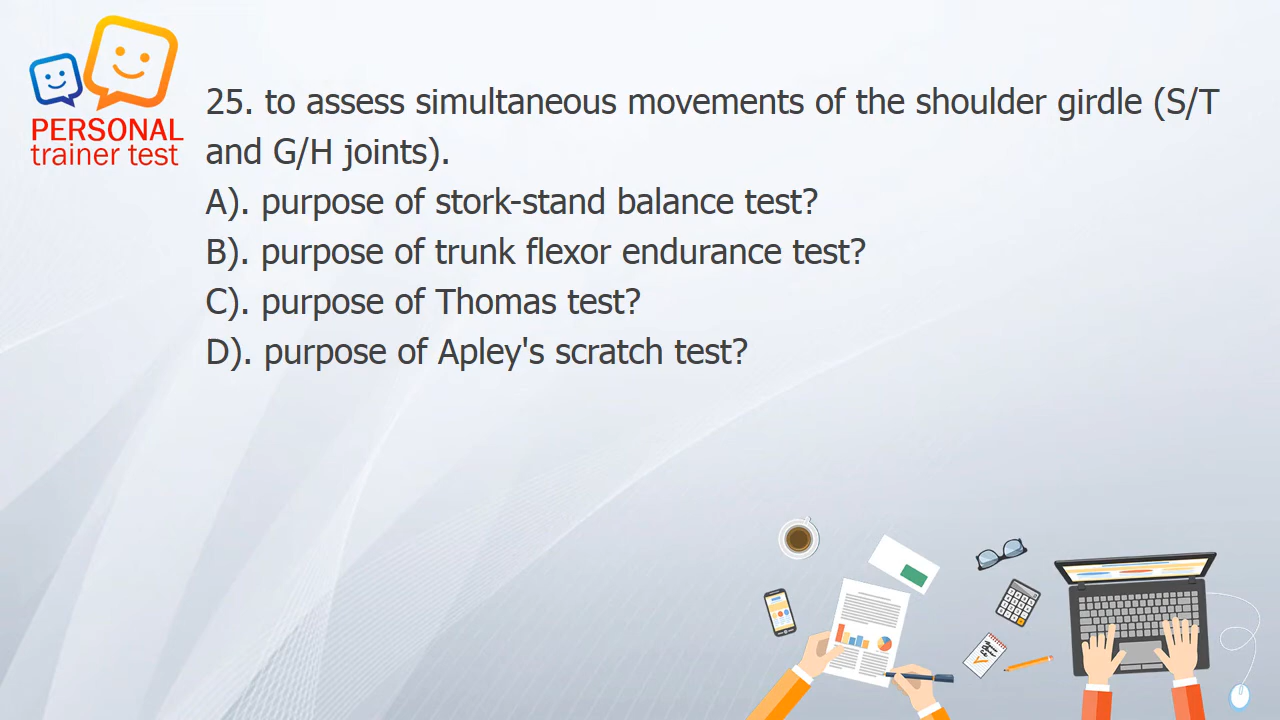 PERSONAL
trainer test
25. to assess simultaneous movements of the shoulder girdle (S/T
and G/H joints).
A). purpose of stork-stand balance test?
B). purpose of trunk flexor endurance test?
C). purpose of Thomas test?
D). purpose of Apley's scratch test?